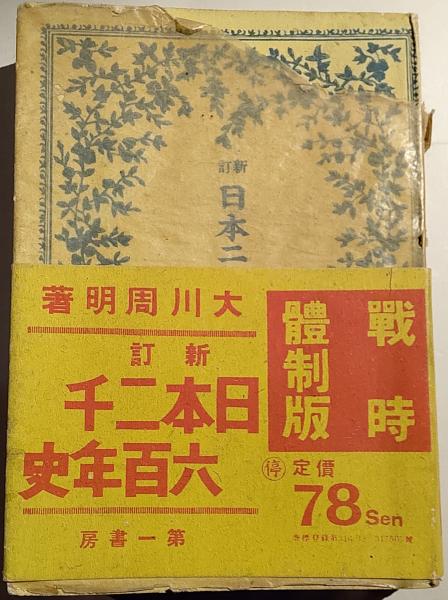 新訂
日本二
戰時
體制版
大川周明著
新訂
日本二千
六百年史
第一書房
停 定價
78 Sen